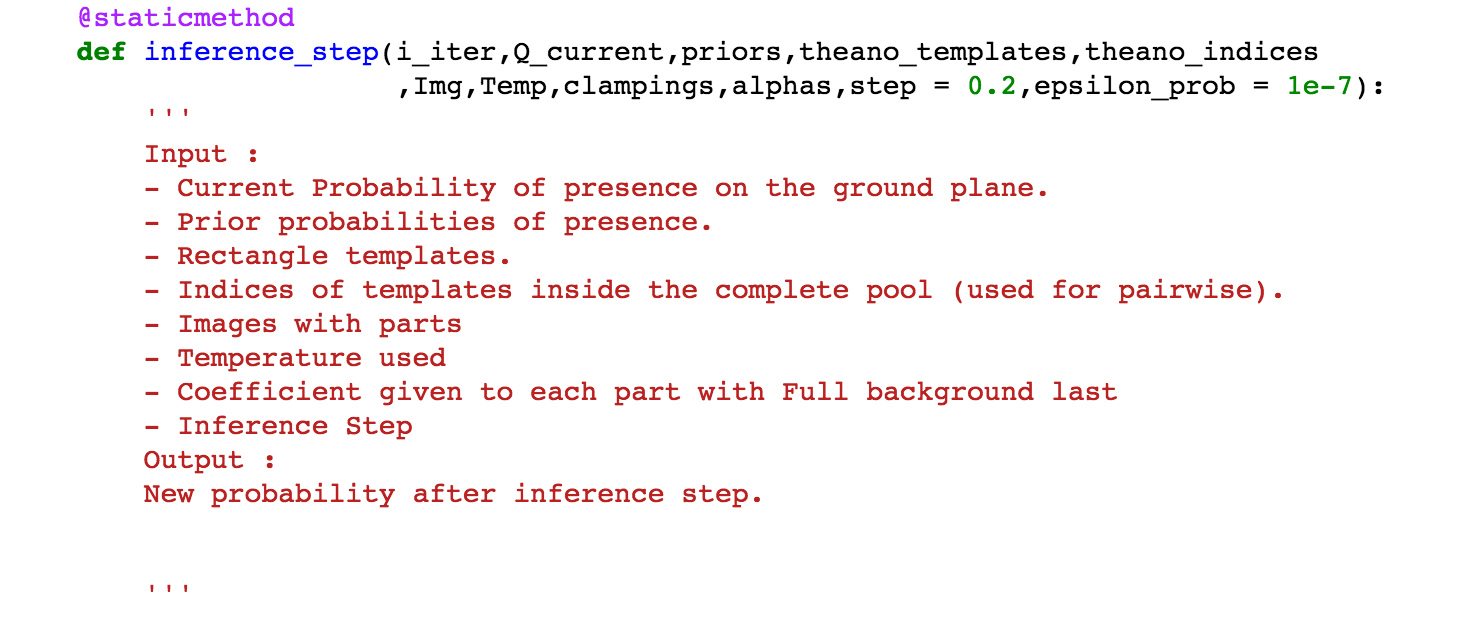 @staticmethod
def inference_step(i_iter,Q_current,priors,theano_templates,theano_indices
,Img,Temp,clampings,alphas,step = 0.2,epsilon_prob = 1e-7):
'''
Input :
- Current Probability of presence on the ground plane.
- Prior probabilities of presence.
- Rectangle templates.
- Indices of templates inside the complete pool (used for pairwise).
- Images with parts
- Temperature used
- Coefficient given to each part with Full background last
- Inference Step
Output :
New probability after inference step.
'''